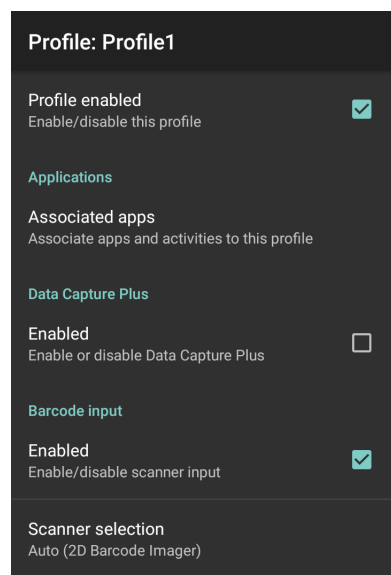 Profile: Profile1
Profile enabled
Enable/disable this profile
Applications
Associated apps
Associate apps and activities to this profile
Data Capture Plus
Enabled
Enable or disable Data Capture Plus
Barcode input
Enabled
Enable/disable scanner input
Scanner selection
Auto (2D Barcode Imager)